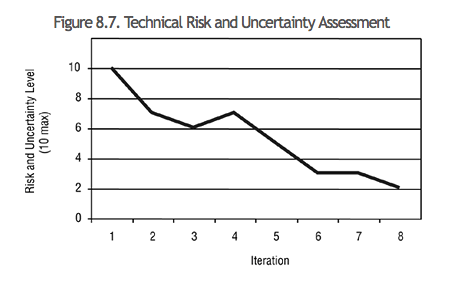 Figure 8.7. Technical Risk and Uncertainty Assessment
Risk and Uncertainty Level
(10 max)
10
8
6
4
2
0
1 2 3 4 5 6 7 8
Iteration